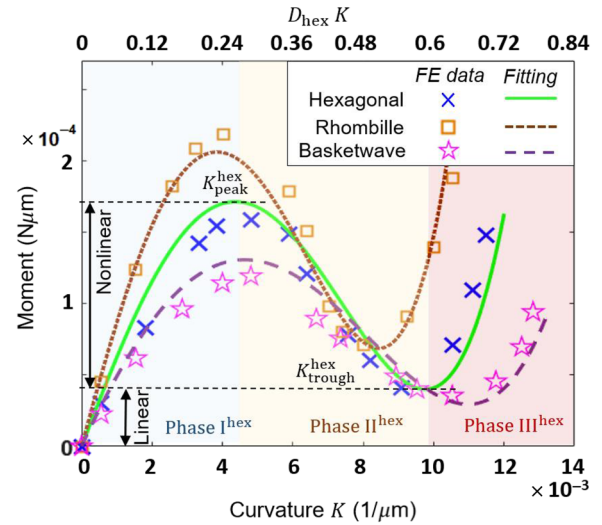 D_hex K
0 0.12 0.24 0.36 0.48 0.60 0.72 0.84
FE data Fitting
Hexagonal
Rhombille
Basketwave
× 10⁻⁴
2
1
0
Moment (Nμm)
K_peak^hex
Nonlinear
K_trough^hex
Linear
Phase I^hex Phase II^hex Phase III^hex
0 2 4 6 8 10 12 14
× 10⁻³
Curvature K (1/μm)